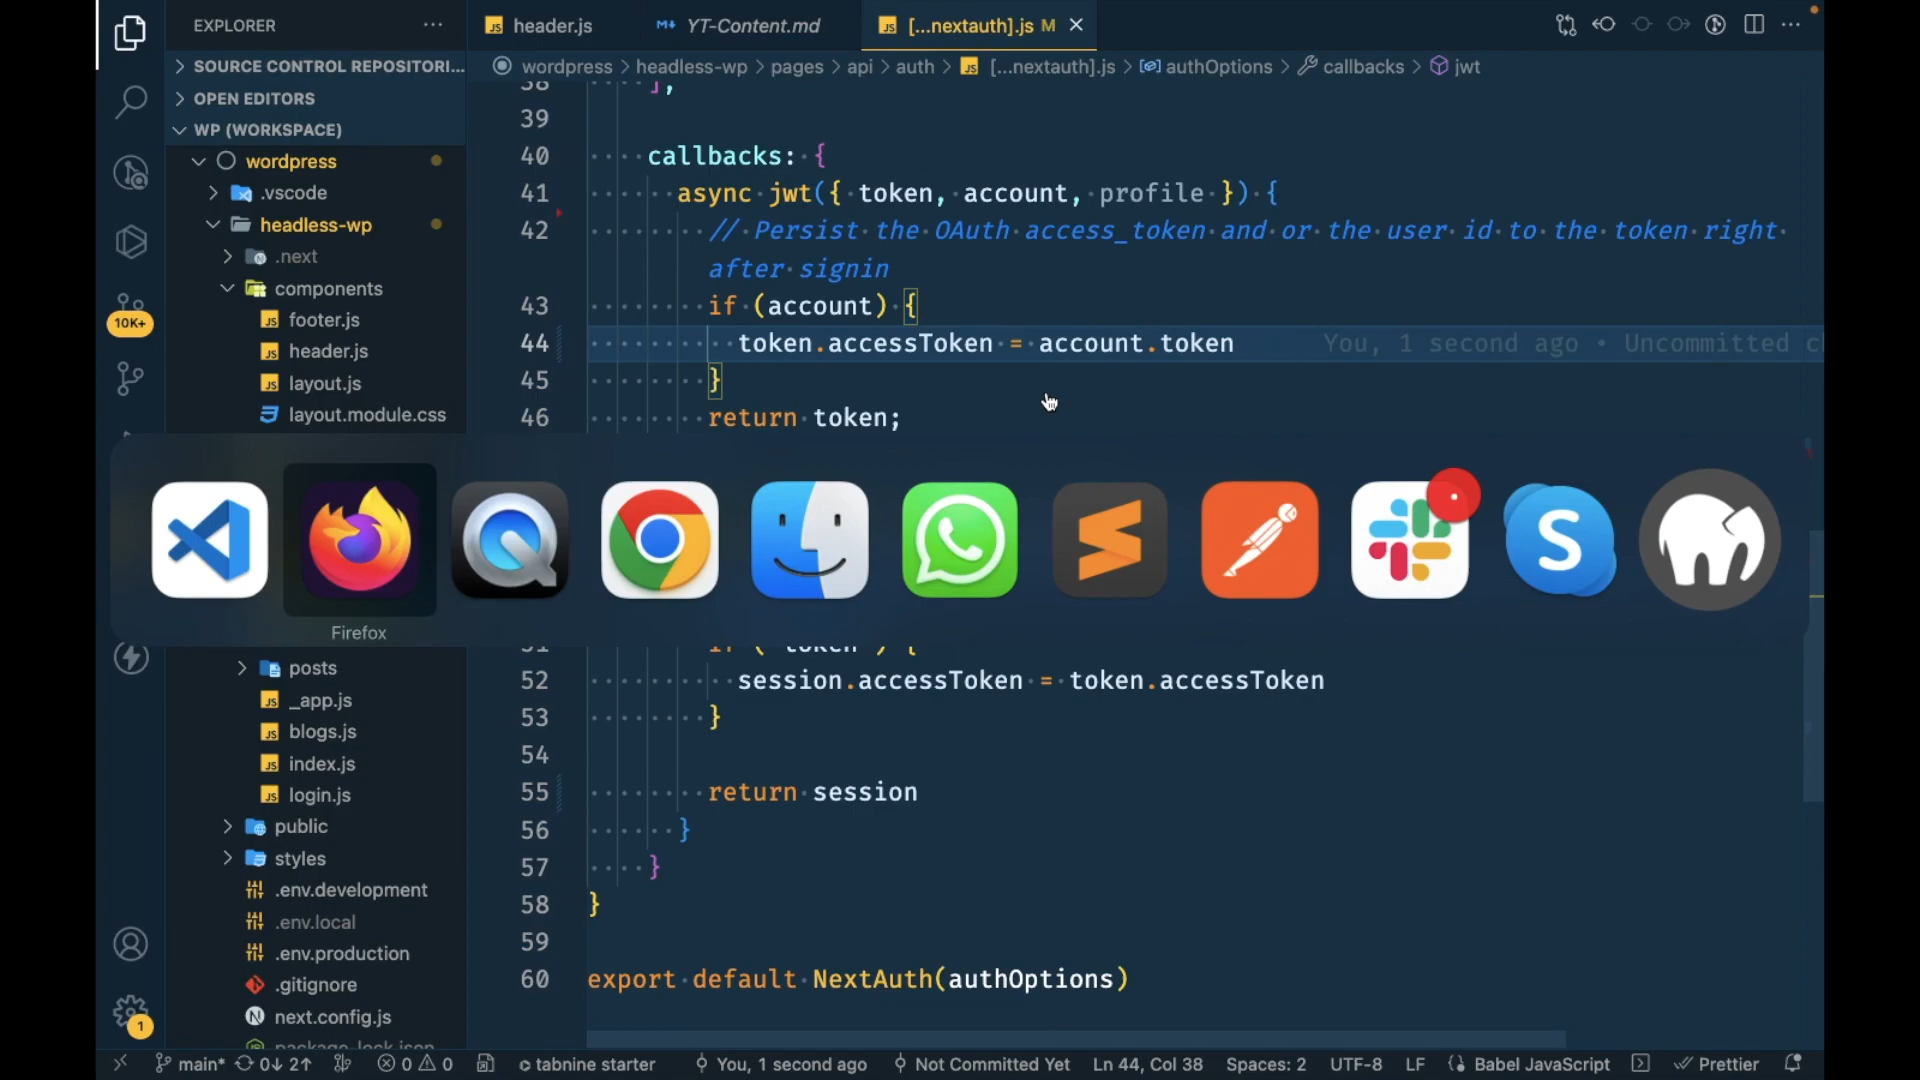 EXPLORER
header.js
YT-Content.md
[...nextauth].js M
SOURCE CONTROL REPOSITORI...
wordpress > headless-wp > pages > api > auth > [...nextauth].js > authOptions > callbacks > jwt
OPEN EDITORS
WP (WORKSPACE)
wordpress
.vscode
headless-wp
.next
components
footer.js
header.js
layout.js
layout.module.css
38 ],
39
40 callbacks: {
41 async jwt({ token, account, profile }) {
42 // Persist the OAuth access_token and or the user id to the token right
after signin
43 if (account) {
44 token.accessToken = account.token You, 1 second ago • Uncommitted
45 }
46 return token;
10K+
Firefox
posts
_app.js
blogs.js
index.js
login.js
public
styles
.env.development
.env.local
.env.production
.gitignore
next.config.js
package-lock.json
51 if ( token ) {
52 session.accessToken = token.accessToken
53 }
54
55 return session
56 }
57 }
58 }
59
60 export default NextAuth(authOptions)
1
main* 0↓ 2↑ 0 0 tabnine starter You, 1 second ago Not Committed Yet Ln 44, Col 38 Spaces: 2 UTF-8 LF Babel JavaScript Prettier